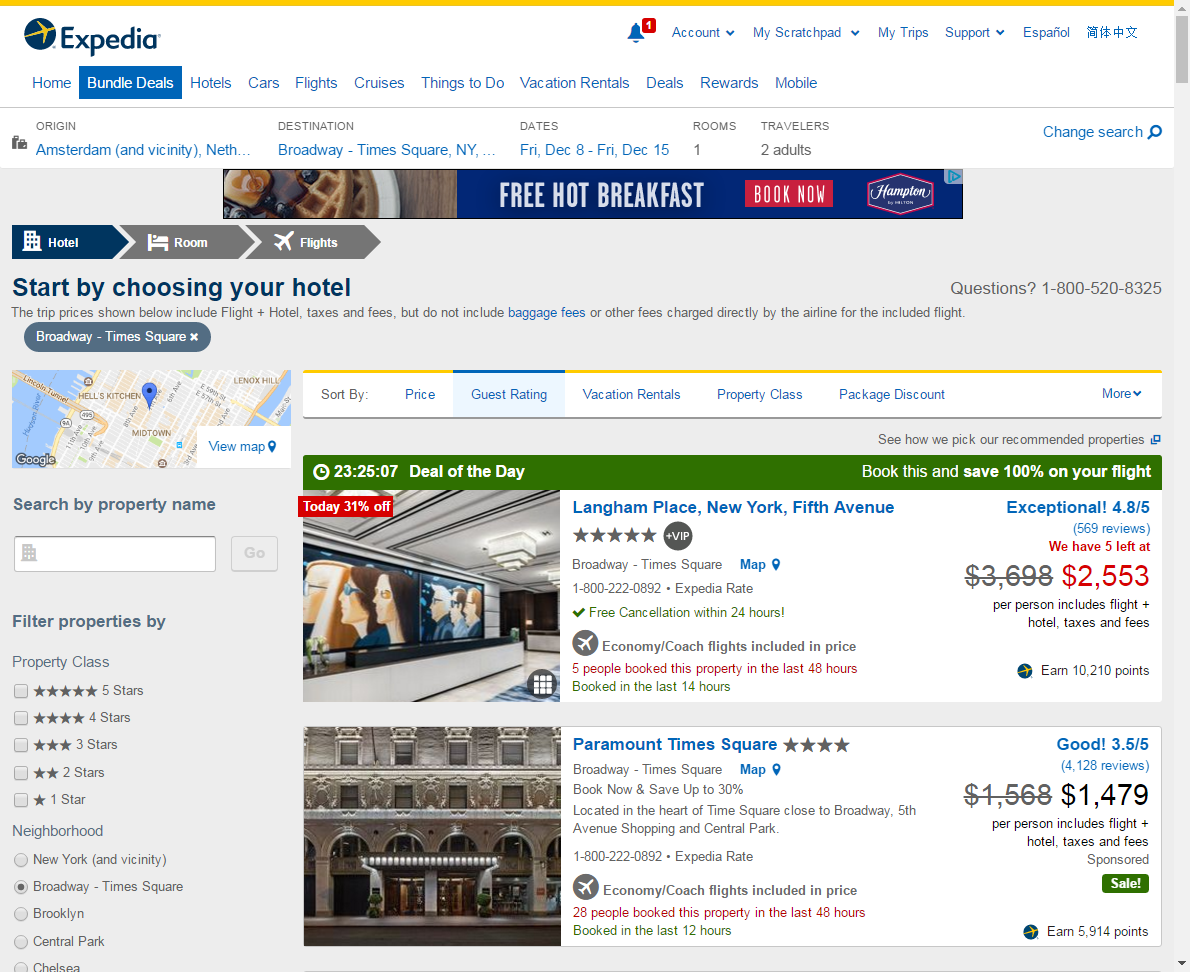 Expedia
1
Account
My Scratchpad
My Trips
Support
Español
简体中文
Home
Bundle Deals
Hotels
Cars
Flights
Cruises
Things to Do
Vacation Rentals
Deals
Rewards
Mobile
ORIGIN
Amsterdam (and vicinity), Neth...
DESTINATION
Broadway - Times Square, NY, ...
DATES
Fri, Dec 8 - Fri, Dec 15
ROOMS
1
TRAVELERS
2 adults
Change search
FREE HOT BREAKFAST
BOOK NOW
Hampton
by HILTON
Hotel
Room
Flights
Start by choosing your hotel
Questions? 1-800-520-8325
The trip prices shown below include Flight + Hotel, taxes and fees, but do not include baggage fees or other fees charged directly by the airline for the included flight.
Broadway - Times Square ×
Lincoln Tunnel
HELL'S KITCHEN
LENOX HILL
E 59th St
E 57th St
Hudson River
9A
495
MIDTOWN
View map
Google
Search by property name
Go
Filter properties by
Property Class
5 Stars
4 Stars
3 Stars
2 Stars
1 Star
Neighborhood
New York (and vicinity)
Broadway - Times Square
Brooklyn
Central Park
Chelsea
Sort By:
Price
Guest Rating
Vacation Rentals
Property Class
Package Discount
More
See how we pick our recommended properties
23:25:07 Deal of the Day
Book this and save 100% on your flight
Today 31% off
Langham Place, New York, Fifth Avenue
+VIP
Broadway - Times Square
Map
1-800-222-0892 • Expedia Rate
Free Cancellation within 24 hours!
Economy/Coach flights included in price
5 people booked this property in the last 48 hours
Booked in the last 14 hours
Exceptional! 4.8/5
(569 reviews)
We have 5 left at
$3,698 $2,553
per person includes flight +
hotel, taxes and fees
Earn 10,210 points
Paramount Times Square
Broadway - Times Square
Map
Book Now & Save Up to 30%
Located in the heart of Time Square close to Broadway, 5th
Avenue Shopping and Central Park.
1-800-222-0892 • Expedia Rate
Economy/Coach flights included in price
28 people booked this property in the last 48 hours
Booked in the last 12 hours
Good! 3.5/5
(4,128 reviews)
$1,568 $1,479
per person includes flight +
hotel, taxes and fees
Sponsored
Sale!
Earn 5,914 points